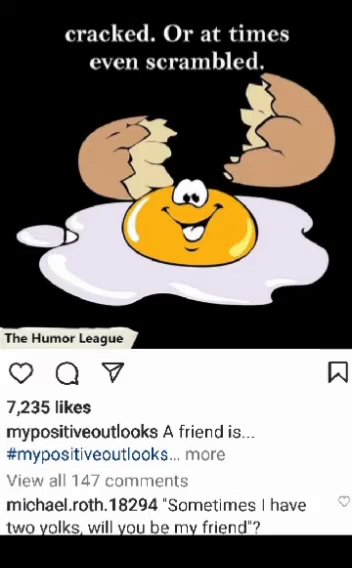 cracked. Or at times
even scrambled.
The Humor League
7,235 likes
mypositiveoutlooks A friend is...
#mypositiveoutlooks... more
View all 147 comments
michael.roth.18294 "Sometimes I have
two yolks, will you be my friend"?